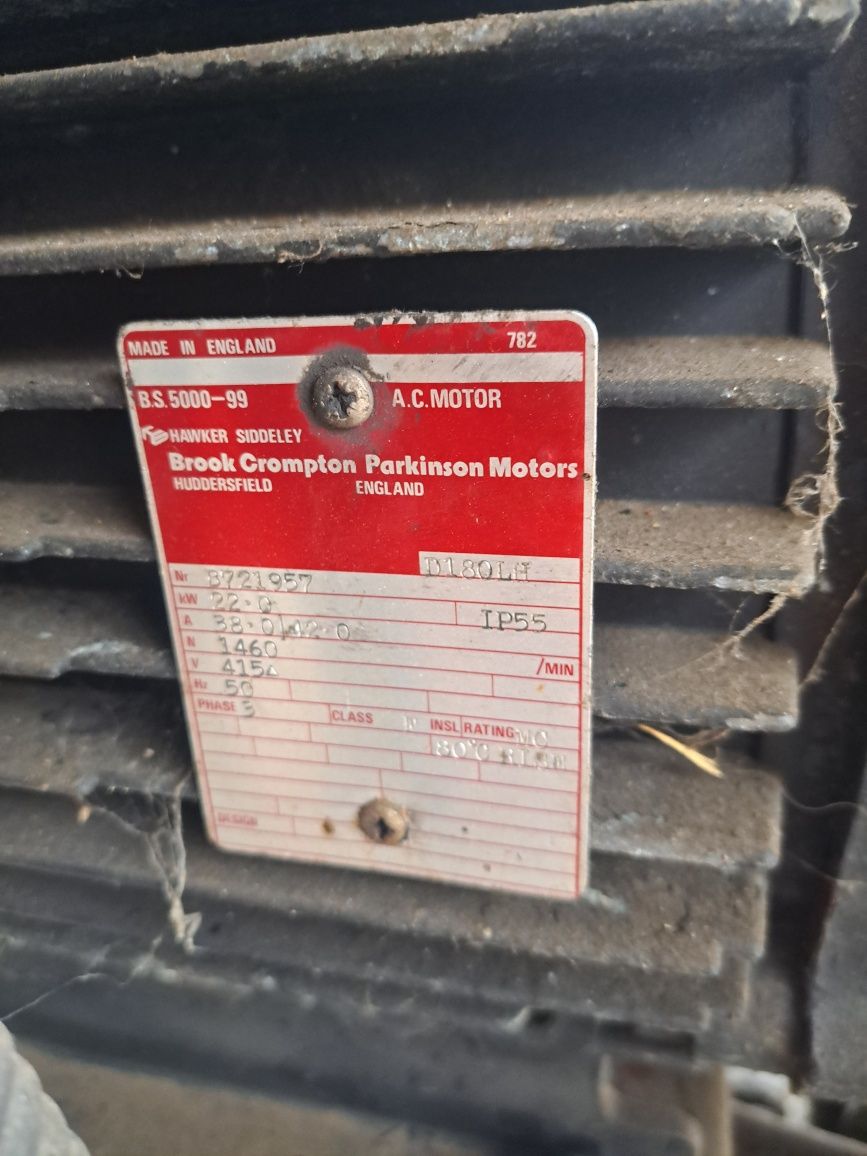 MADE IN ENGLAND 782
B.S. 5000-99 A.C. MOTOR
HAWKER SIDDELEY
Brook Crompton Parkinson Motors
HUDDERSFIELD ENGLAND
D180LH
Nr B721957
kW 22.0 IP55
A 38.0/42.0
N 1460 /MIN
V 415Δ
Hz 50
PHASE 3 CLASS INSL RATING MC
80°C
DESIGN